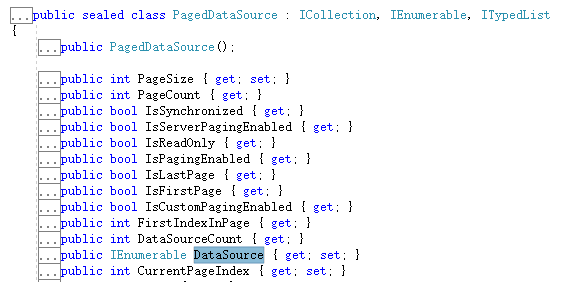 ...public sealed class PagedDataSource : ICollection, IEnumerable, ITypedList
{
...public PagedDataSource();
...public int PageSize { get; set; }
...public int PageCount { get; }
...public bool IsSynchronized { get; }
...public bool IsServerPagingEnabled { get; }
...public bool IsReadOnly { get; }
...public bool IsPagingEnabled { get; }
...public bool IsLastPage { get; }
...public bool IsFirstPage { get; }
...public bool IsCustomPagingEnabled { get; }
...public int FirstIndexInPage { get; }
...public int DataSourceCount { get; }
...public IEnumerable DataSource { get; set; }
...public int CurrentPageIndex { get; set; }